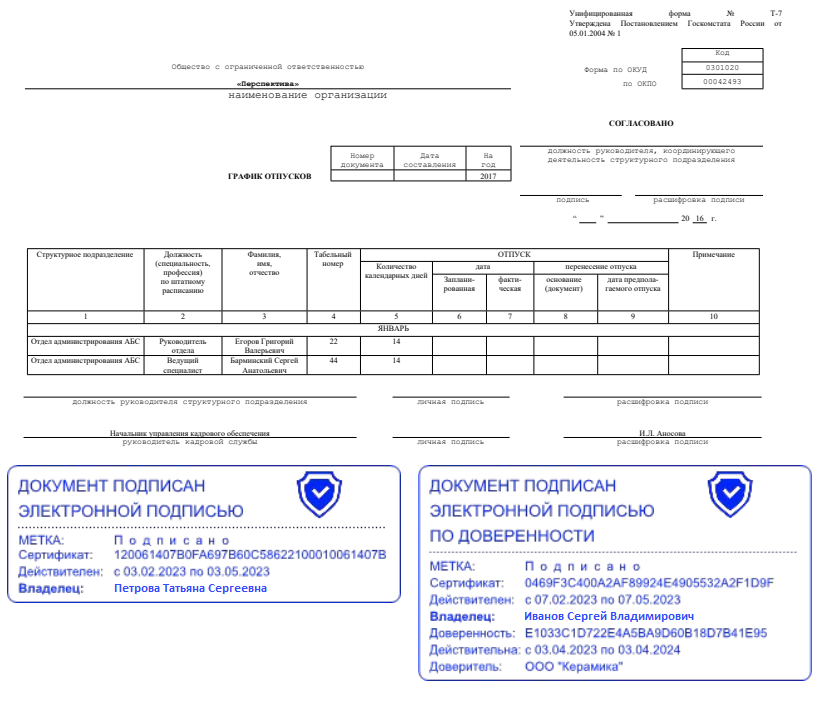 Унифицированная форма № Т-7
Утверждена Постановлением Госкомстата России от
05.01.2004 № 1
Код
Форма по ОКУД 0301020
по ОКПО 00042493
Общество с ограниченной ответственностью
«Перспектива»
наименование организации
СОГЛАСОВАНО
должность руководителя, координирующего
деятельность структурного подразделения
Номер документа Дата составления На год
ГРАФИК ОТПУСКОВ 2017
подпись расшифровка подписи
“ ” 20 16 г.
Структурное подразделение Должность (специальность, профессия) по штатному расписанию Фамилия, имя, отчество Табельный номер ОТПУСК Примечание
Количество календарных дней дата перенесение отпуска
Заплани-рованная факти-ческая основание (документ) дата предпола-гаемого отпуска
1 2 3 4 5 6 7 8 9 10
ЯНВАРЬ
Отдел администрирования АБС Руководитель отдела Егоров Григорий Валерьевич 22 14
Отдел администрирования АБС Ведущий специалист Барминский Сергей Анатольевич 44 14
должность руководителя структурного подразделения личная подпись расшифровка подписи
Начальник управления кадрового обеспечения И.Л. Аносова
руководитель кадровой службы личная подпись расшифровка подписи
ДОКУМЕНТ ПОДПИСАН
ЭЛЕКТРОННОЙ ПОДПИСЬЮ
МЕТКА: Подписано
Сертификат: 120061407B0FA697B60C58622100010061407B
Действителен: с 03.02.2023 по 03.05.2023
Владелец: Петрова Татьяна Сергеевна
ДОКУМЕНТ ПОДПИСАН
ЭЛЕКТРОННОЙ ПОДПИСЬЮ
ПО ДОВЕРЕННОСТИ
МЕТКА: Подписано
Сертификат: 0469F3C400A2AF89924E4905532A2F1D9F
Действителен: с 07.02.2023 по 07.05.2023
Владелец: Иванов Сергей Владимирович
Доверенность: E1033C1D722E4A5BA9D60B18D7B41E95
Действительна: с 03.04.2023 по 03.04.2024
Доверитель: ООО "Керамика"